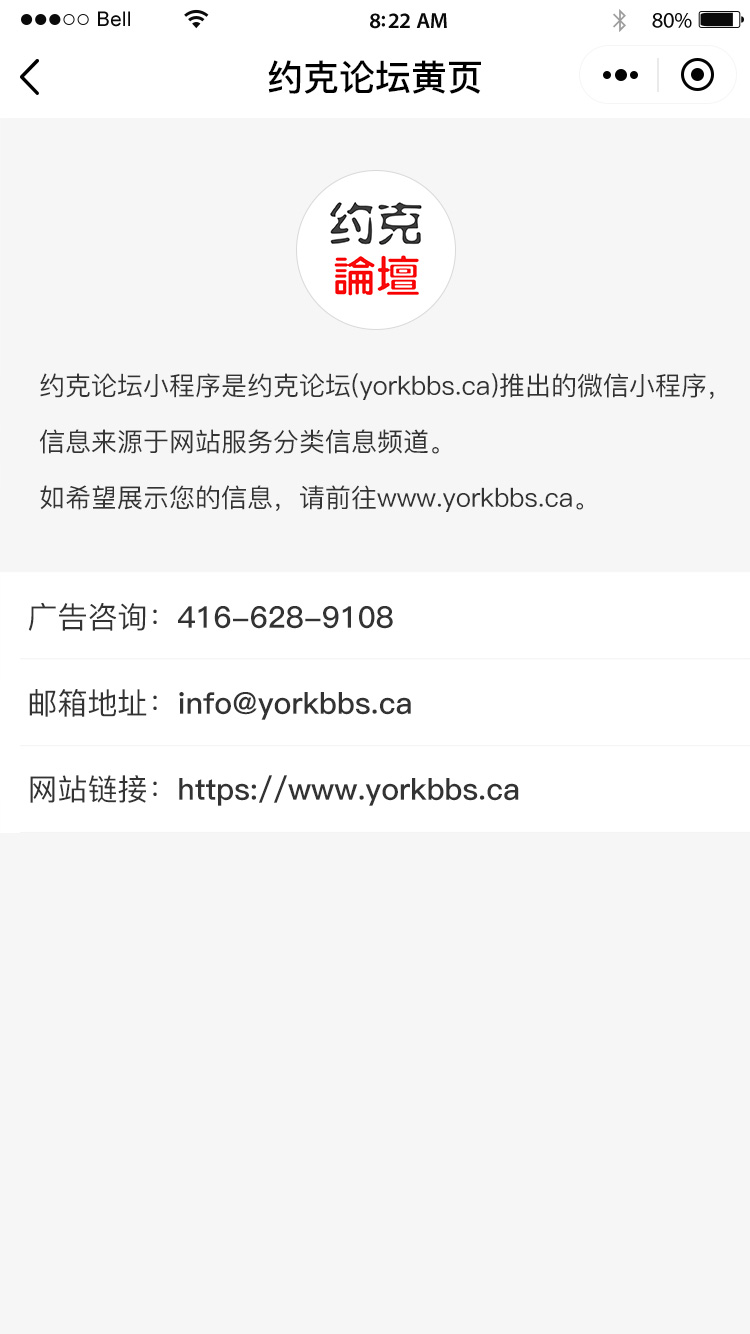 Bell 8:22 AM 80%
约克论坛黄页
约克
論壇
约克论坛小程序是约克论坛(yorkbbs.ca)推出的微信小程序，
信息来源于网站服务分类信息频道。
如希望展示您的信息，请前往www.yorkbbs.ca。
广告咨询：416-628-9108
邮箱地址：info@yorkbbs.ca
网站链接：https://www.yorkbbs.ca